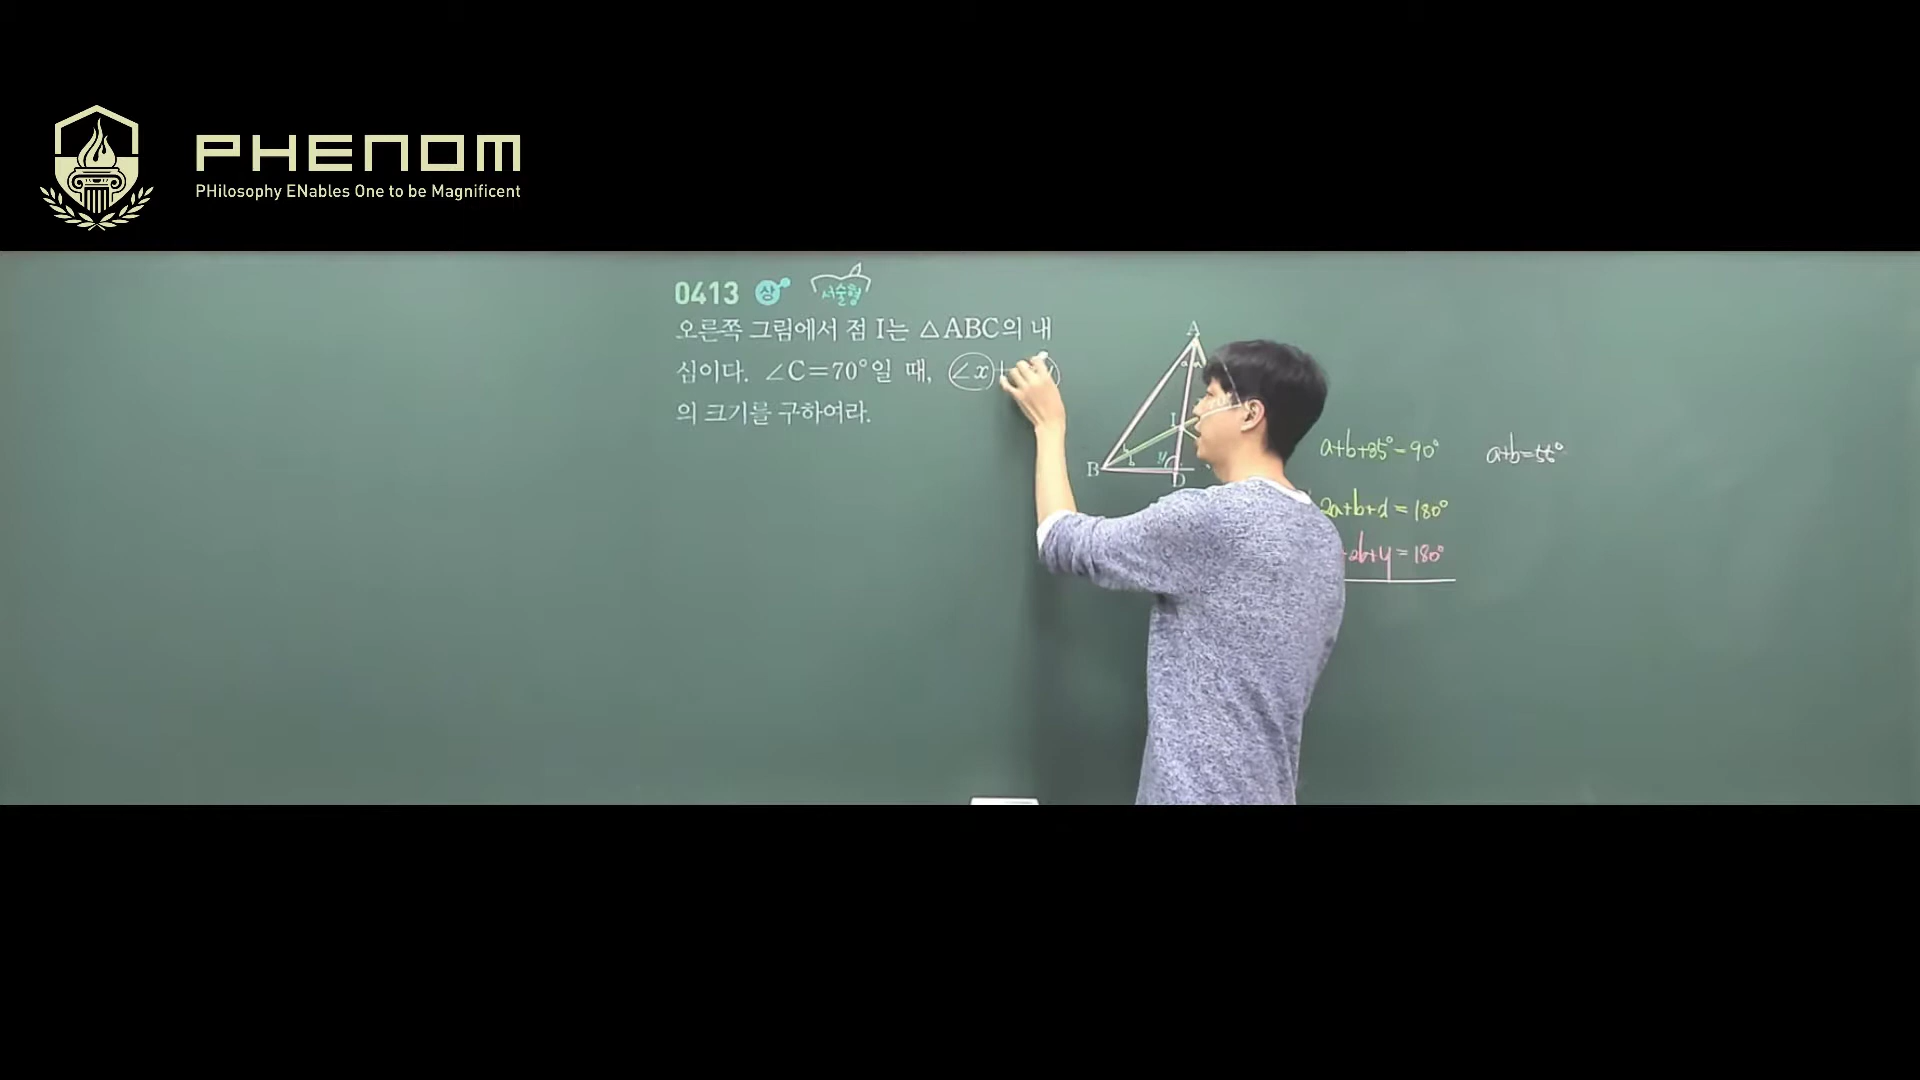 PHENOM
PHilosophy ENables One to be Magnificent
0413 상 서술형
오른쪽 그림에서 점 I는 △ABC의 내
심이다. ∠C=70°일 때, ∠x+
의 크기를 구하여라.
A
a
I
b
b
y
B
D
a+b+35°=90°
a+b=55°
2a+b+x=180°
2b+y=180°